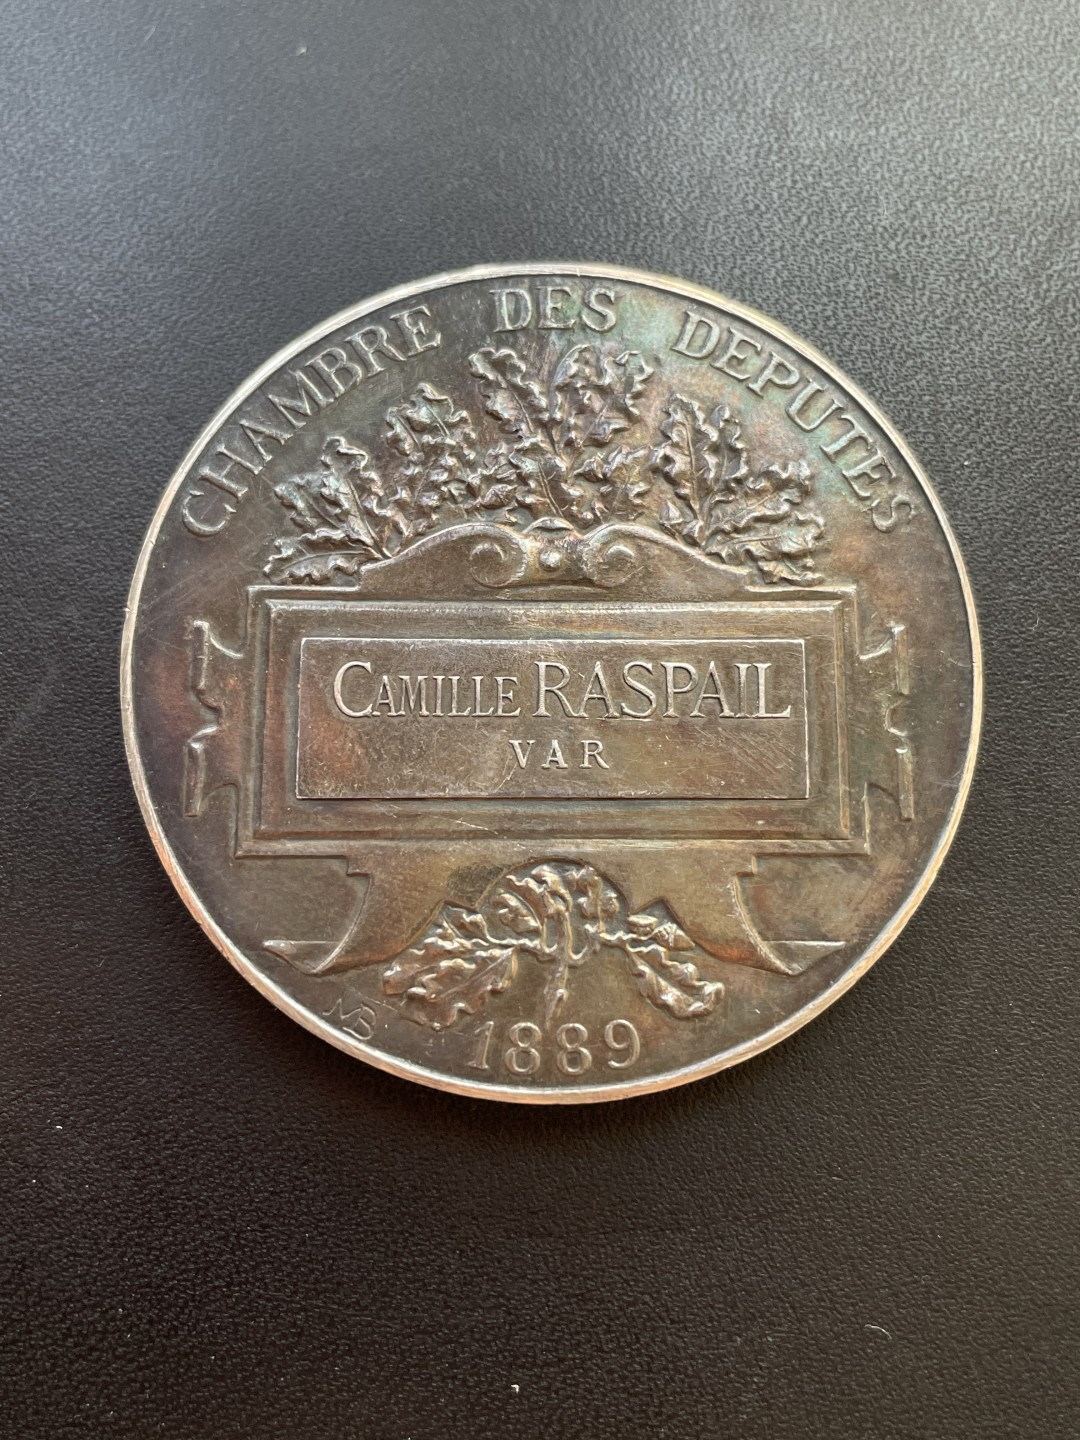 CHAMBRE DES DEPUTES
CAMILLE RASPAIL
VAR
MB
1889